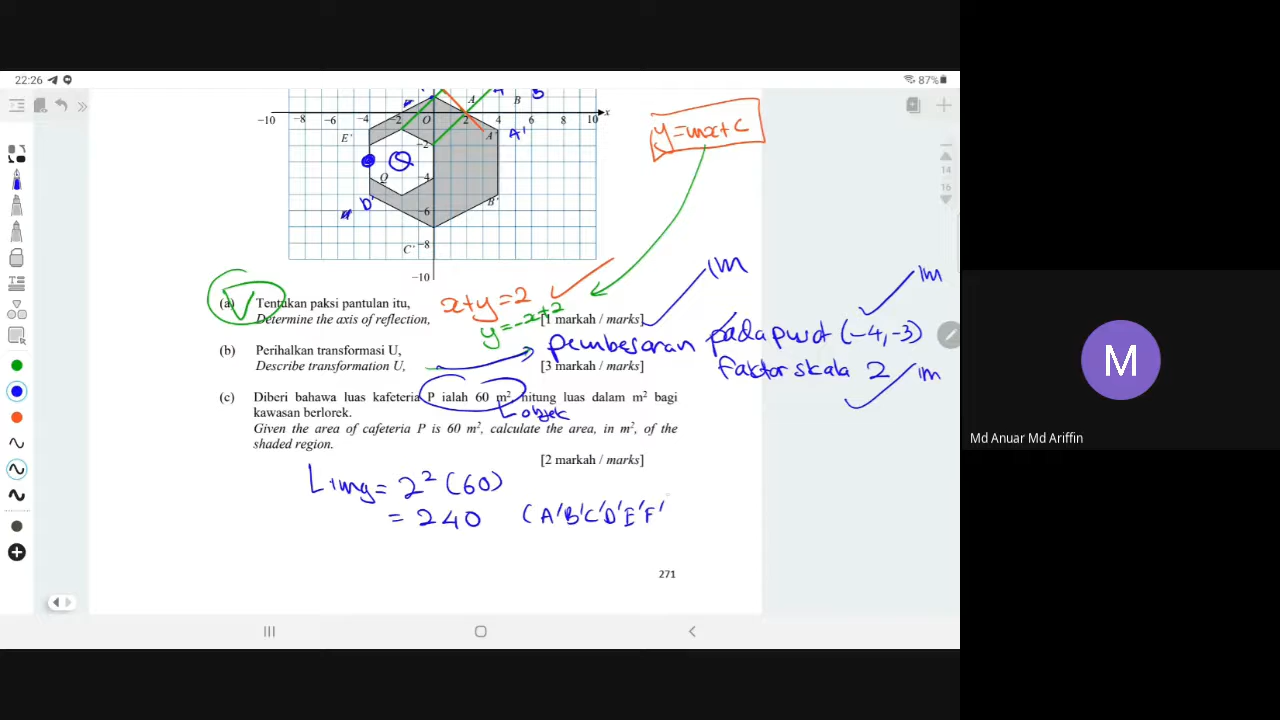 22:26
87%
A B B
−10 −8 −6 −4 −2 O 2 4 6 8 10 x
E' A' A'
−2
Q
Q −4
D' B'
6
C' −8
−10
y=mx+c
14
16
(a) Tentukan paksi pantulan itu,
Determine the axis of reflection,
[1 markah / marks]
x+y=2
y=-x+2
1m
1m
(b) Perihalkan transformasi U,
Describe transformation U,
[3 markah / marks]
pembesaran pada pusat (-4,-3)
faktor skala 2
1m
(c) Diberi bahawa luas kafeteria P ialah 60 m², hitung luas dalam m² bagi
kawasan berlorek.
Given the area of cafeteria P is 60 m², calculate the area, in m², of the
shaded region.
[2 markah / marks]
L objek
L img = 2² (60)
= 240 (A'B'C'D'E'F'
271
M
Md Anuar Md Ariffin